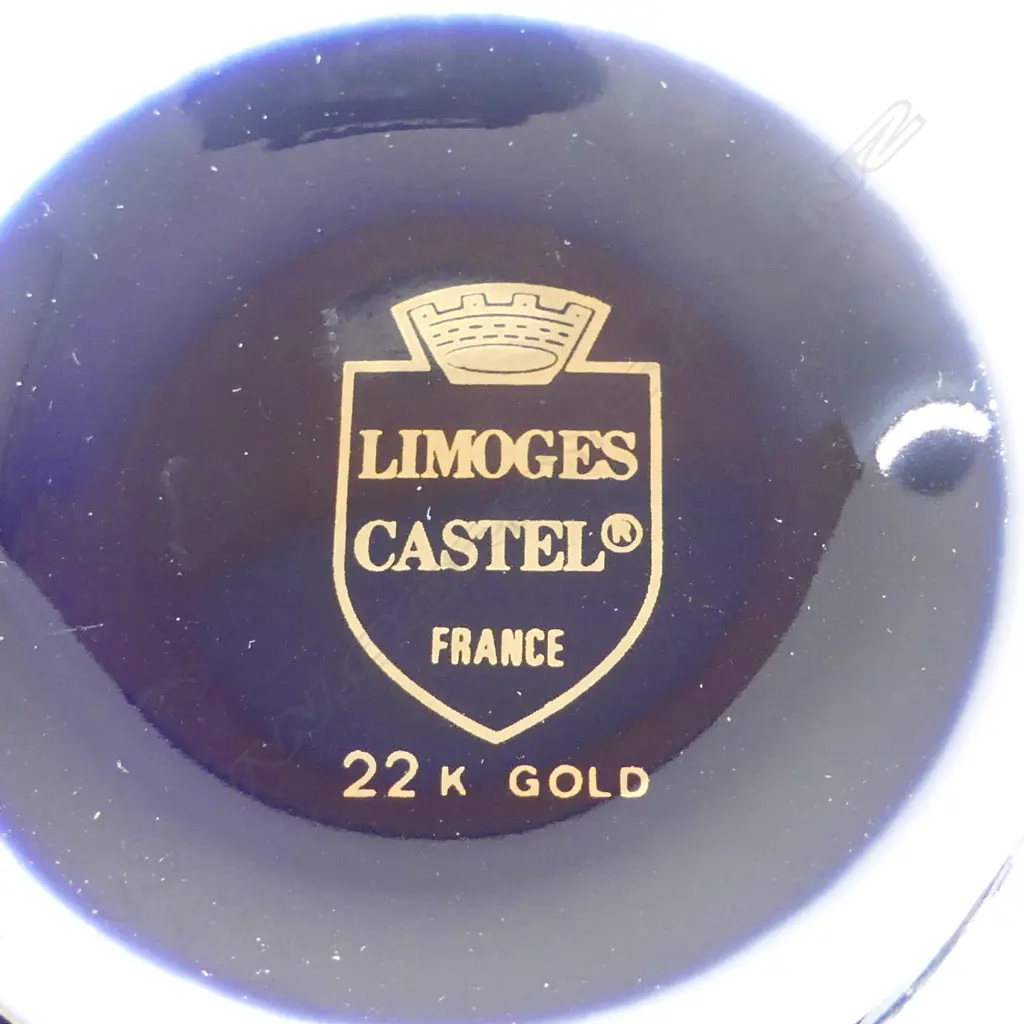 LIMOGES
CASTEL®
FRANCE
22 K GOLD